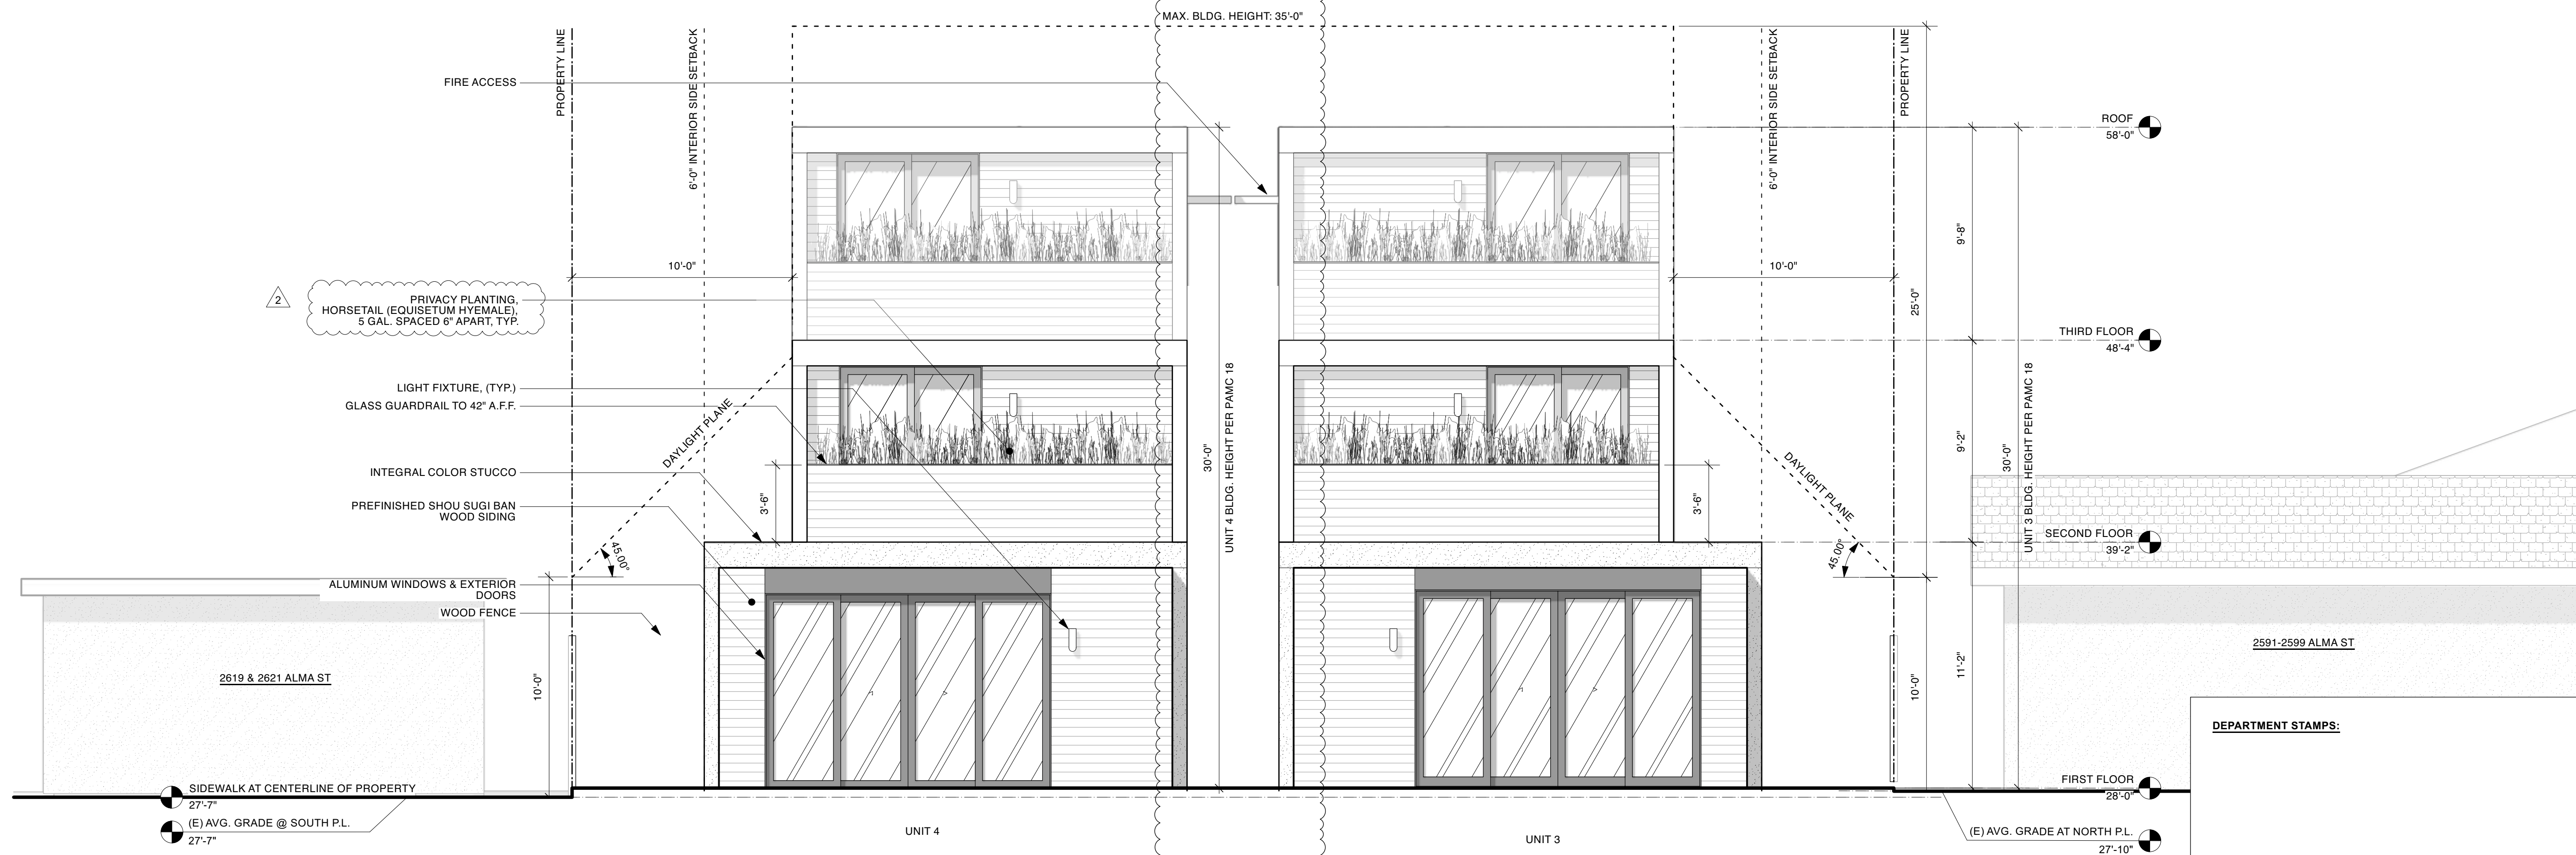 MAX. BLDG. HEIGHT: 35'-0"
PROPERTY LINE
6'-0" INTERIOR SIDE SETBACK
FIRE ACCESS
6'-0" INTERIOR SIDE SETBACK
PROPERTY LINE
ROOF
58'-0"
9'-8"
10'-0"
10'-0"
25'-0"
2
PRIVACY PLANTING,
HORSETAIL (EQUISETUM HYEMALE),
5 GAL. SPACED 6" APART, TYP.
THIRD FLOOR
48'-4"
LIGHT FIXTURE, (TYP.)
GLASS GUARDRAIL TO 42" A.F.F.
DAYLIGHT PLANE
UNIT 4 BLDG. HEIGHT PER PAMC 18
30'-0"
DAYLIGHT PLANE
9'-2"
30'-0"
UNIT 3 BLDG. HEIGHT PER PAMC 18
INTEGRAL COLOR STUCCO
3'-6"
3'-6"
PREFINISHED SHOU SUGI BAN
WOOD SIDING
SECOND FLOOR
39'-2"
45.00°
45.00°
ALUMINUM WINDOWS & EXTERIOR
DOORS
WOOD FENCE
2619 & 2621 ALMA ST
10'-0"
10'-0"
11'-2"
2591-2599 ALMA ST
DEPARTMENT STAMPS:
SIDEWALK AT CENTERLINE OF PROPERTY
27'-7"
FIRST FLOOR
28'-0"
(E) AVG. GRADE @ SOUTH P.L.
27'-7"
UNIT 4
UNIT 3
(E) AVG. GRADE AT NORTH P.L.
27'-10"